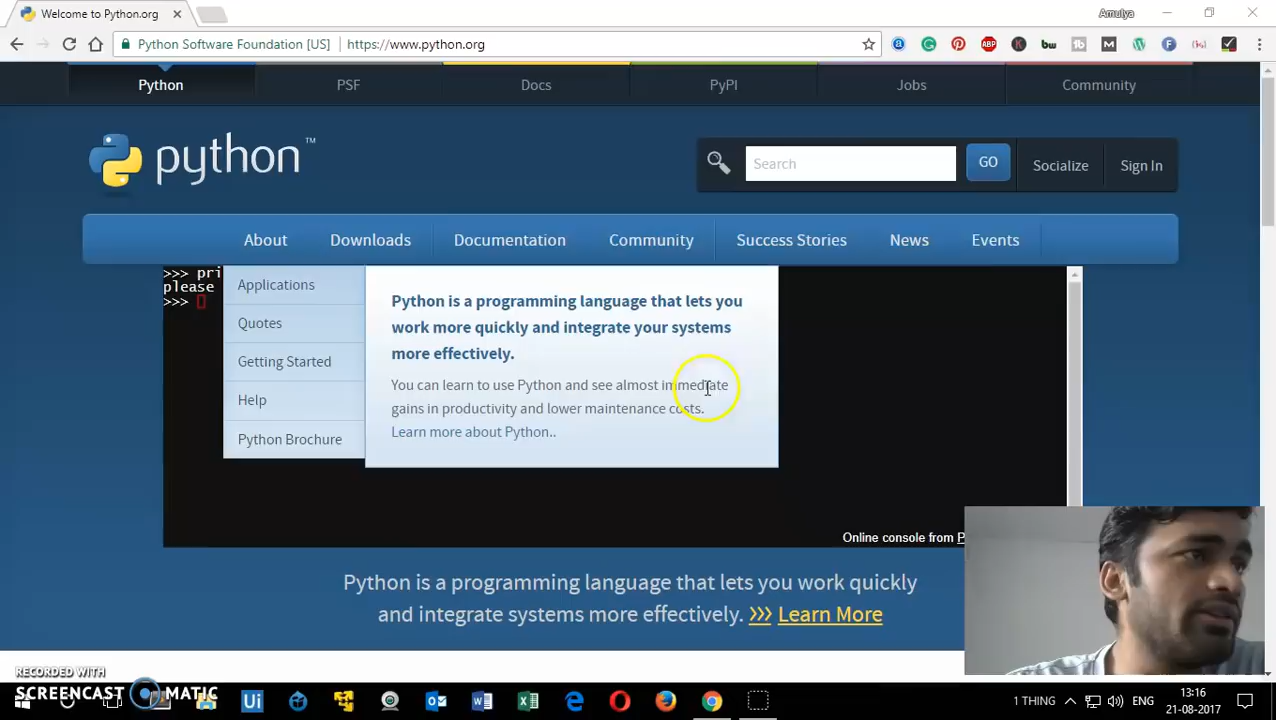 Welcome to Python.org
Amulya
Python Software Foundation [US]
https://www.python.org
ABP
K
bw
M
F
Python
PSF
Docs
PyPI
Jobs
Community
python™
Search
GO
Socialize
Sign In
About
Downloads
Documentation
Community
Success Stories
News
Events
>>> pri
please
>>>
Applications
Quotes
Getting Started
Help
Python Brochure
Python is a programming language that lets you
work more quickly and integrate your systems
more effectively.
You can learn to use Python and see almost immediate
gains in productivity and lower maintenance costs.
Learn more about Python..
Online console from P
Python is a programming language that lets you work quickly
and integrate systems more effectively. >>> Learn More
RECORDED WITH
SCREENCAST MATIC
Ui
1 THING
ENG
13:16
21-08-2017